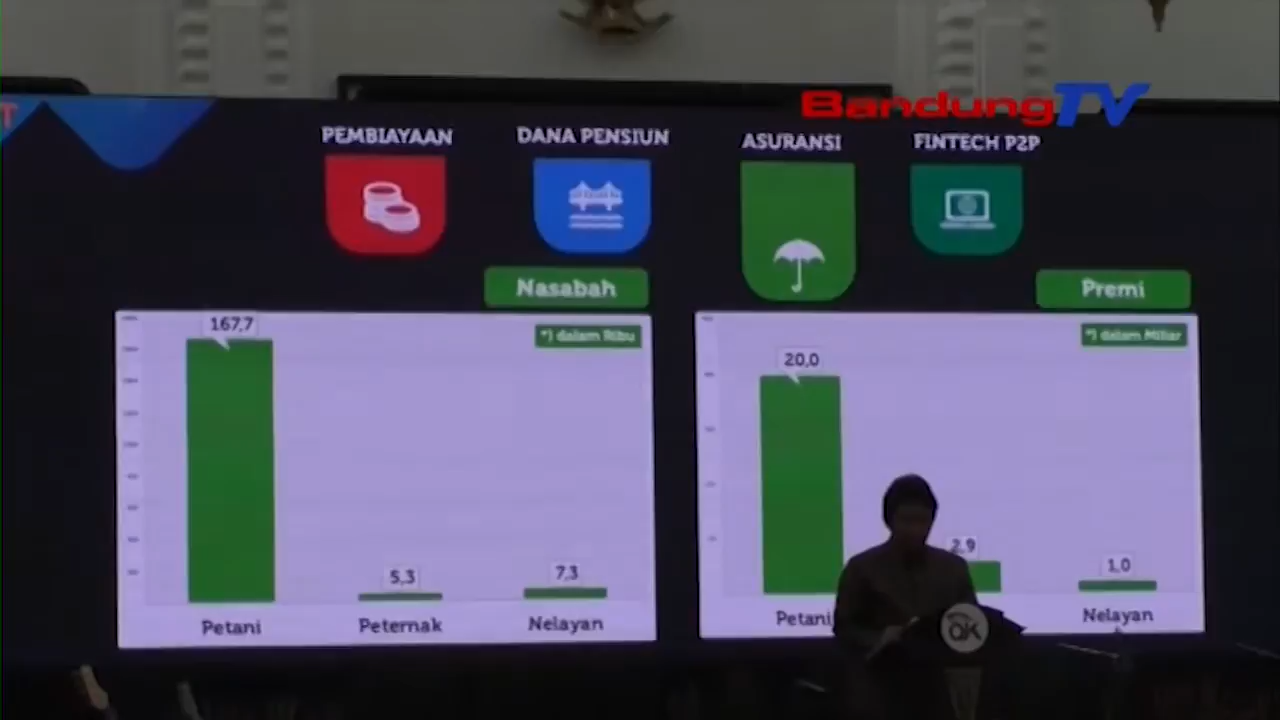 T
BandungTV
PEMBIAYAAN
DANA PENSIUN
ASURANSI
FINTECH P2P
Nasabah
Premi
*) dalam Ribu
167,7
5,3
7,3
Petani
Peternak
Nelayan
*) dalam Miliar
20,0
2,9
1,0
Petani
Nelayan
OJK